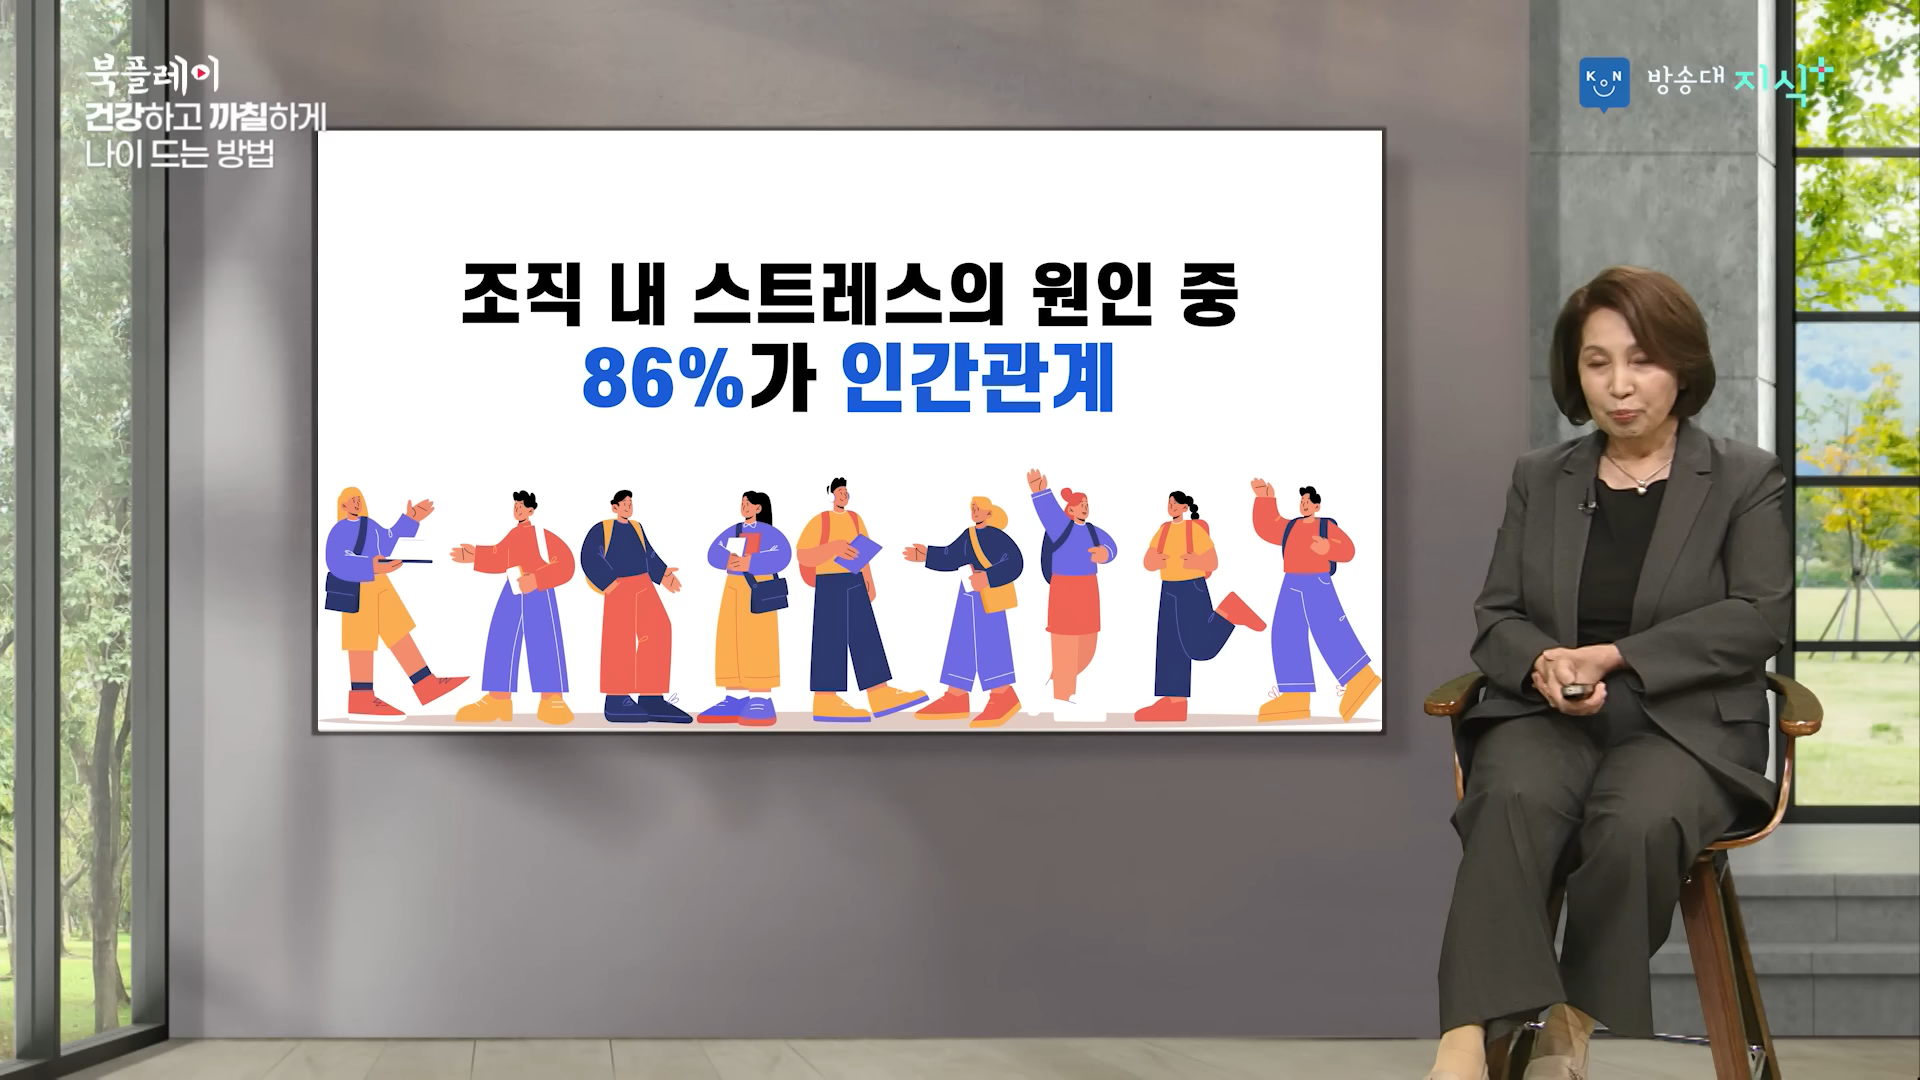 북플레이
건강하고 까칠하게
나이 드는 방법
KON 방송대 지식+
조직 내 스트레스의 원인 중
86%가 인간관계